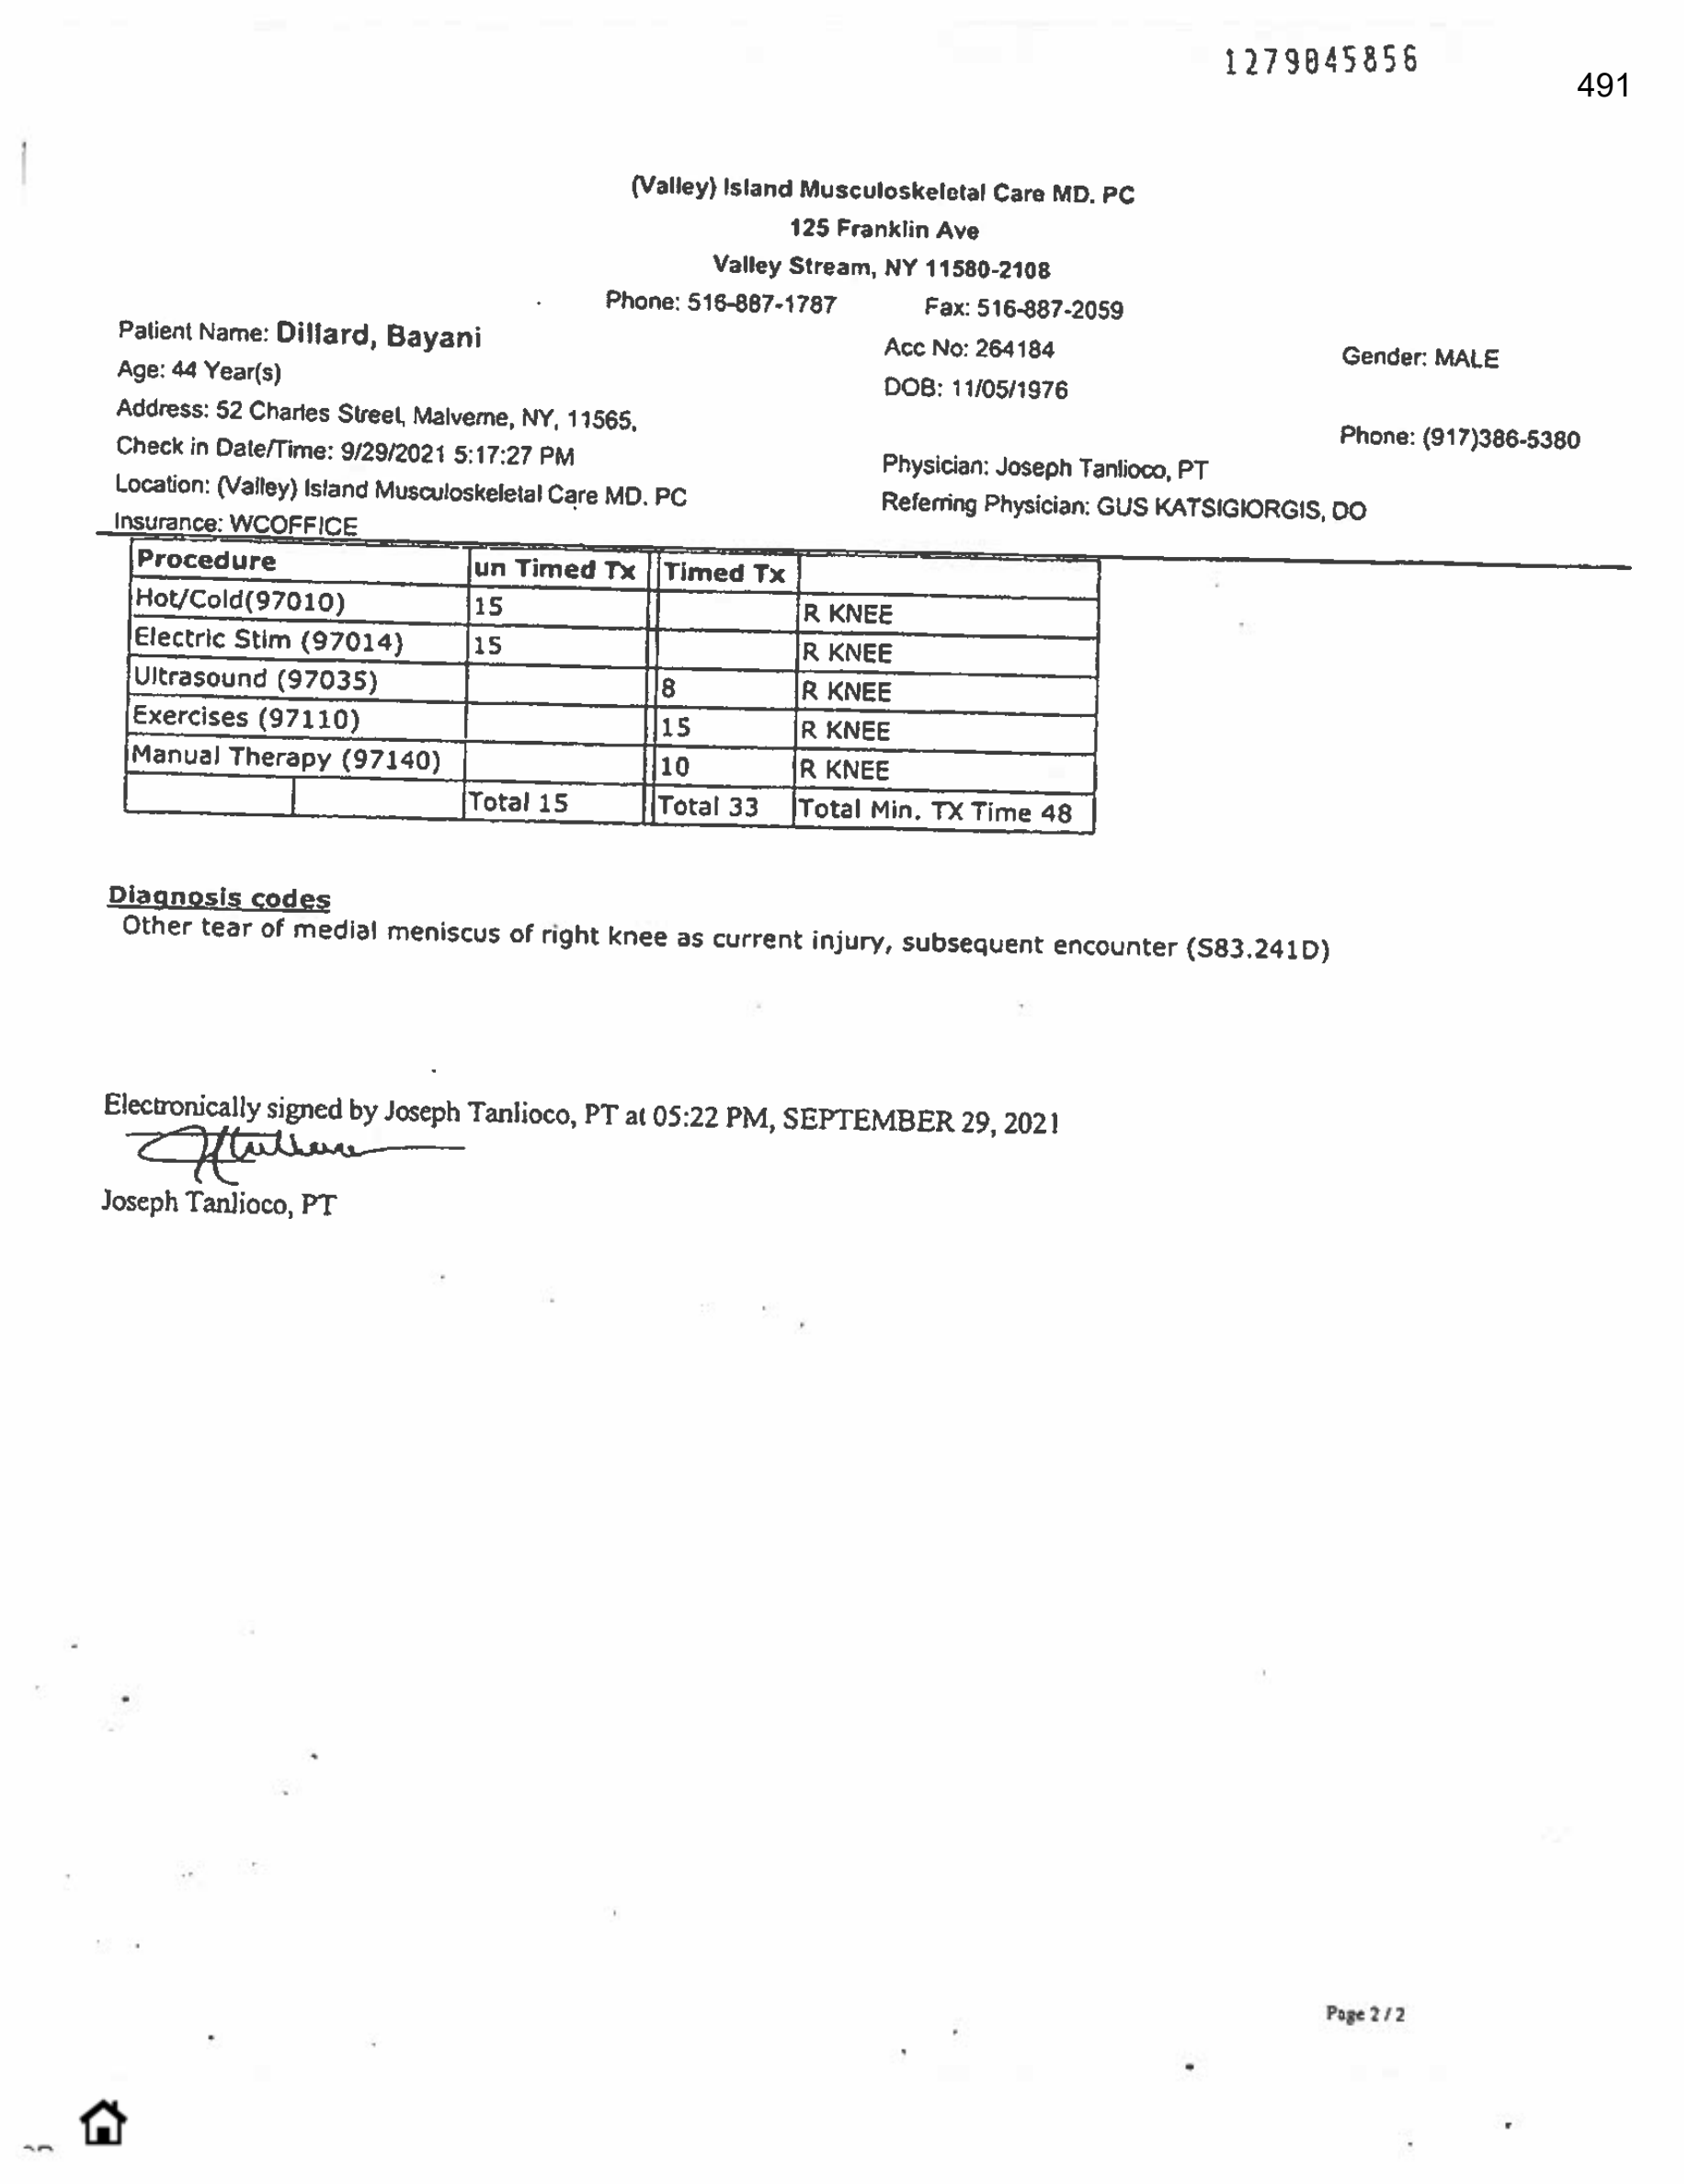 1279045856
491
(Valley) Island Musculoskeletal Care MD. PC
125 Franklin Ave
Valley Stream, NY 11580-2108
Phone: 516-887-1787 Fax: 516-887-2059
Patient Name: Dillard, Bayani
Acc No: 264184
Gender: MALE
Age: 44 Year(s)
DOB: 11/05/1976
Address: 52 Charles Street, Malverne, NY, 11565,
Phone: (917)386-5380
Check in Date/Time: 9/29/2021 5:17:27 PM
Physician: Joseph Tanlioco, PT
Location: (Valley) Island Musculoskeletal Care MD. PC
Referring Physician: GUS KATSIGIORGIS, DO
Insurance: WCOFFICE
Procedure un Timed Tx Timed Tx
Hot/Cold(97010) 15 R KNEE
Electric Stim (97014) 15 R KNEE
Ultrasound (97035) 8 R KNEE
Exercises (97110) 15 R KNEE
Manual Therapy (97140) 10 R KNEE
Total 15 Total 33 Total Min. TX Time 48
Diagnosis codes
Other tear of medial meniscus of right knee as current injury, subsequent encounter (S83.241D)
Electronically signed by Joseph Tanlioco, PT at 05:22 PM, SEPTEMBER 29, 2021
Joseph Tanlioco, PT
Page 2 / 2